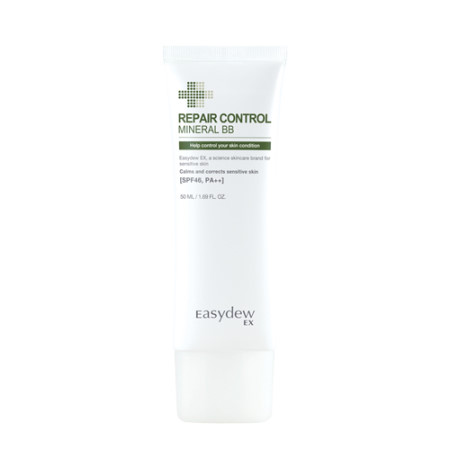 REPAIR CONTROL
MINERAL BB
Help control your skin condition
Easydew EX, a science skincare brand for
sensitive skin
Calms and corrects sensitive skin
[SPF46, PA++]
50 ML / 1.69 FL. OZ.
Easydew
EX